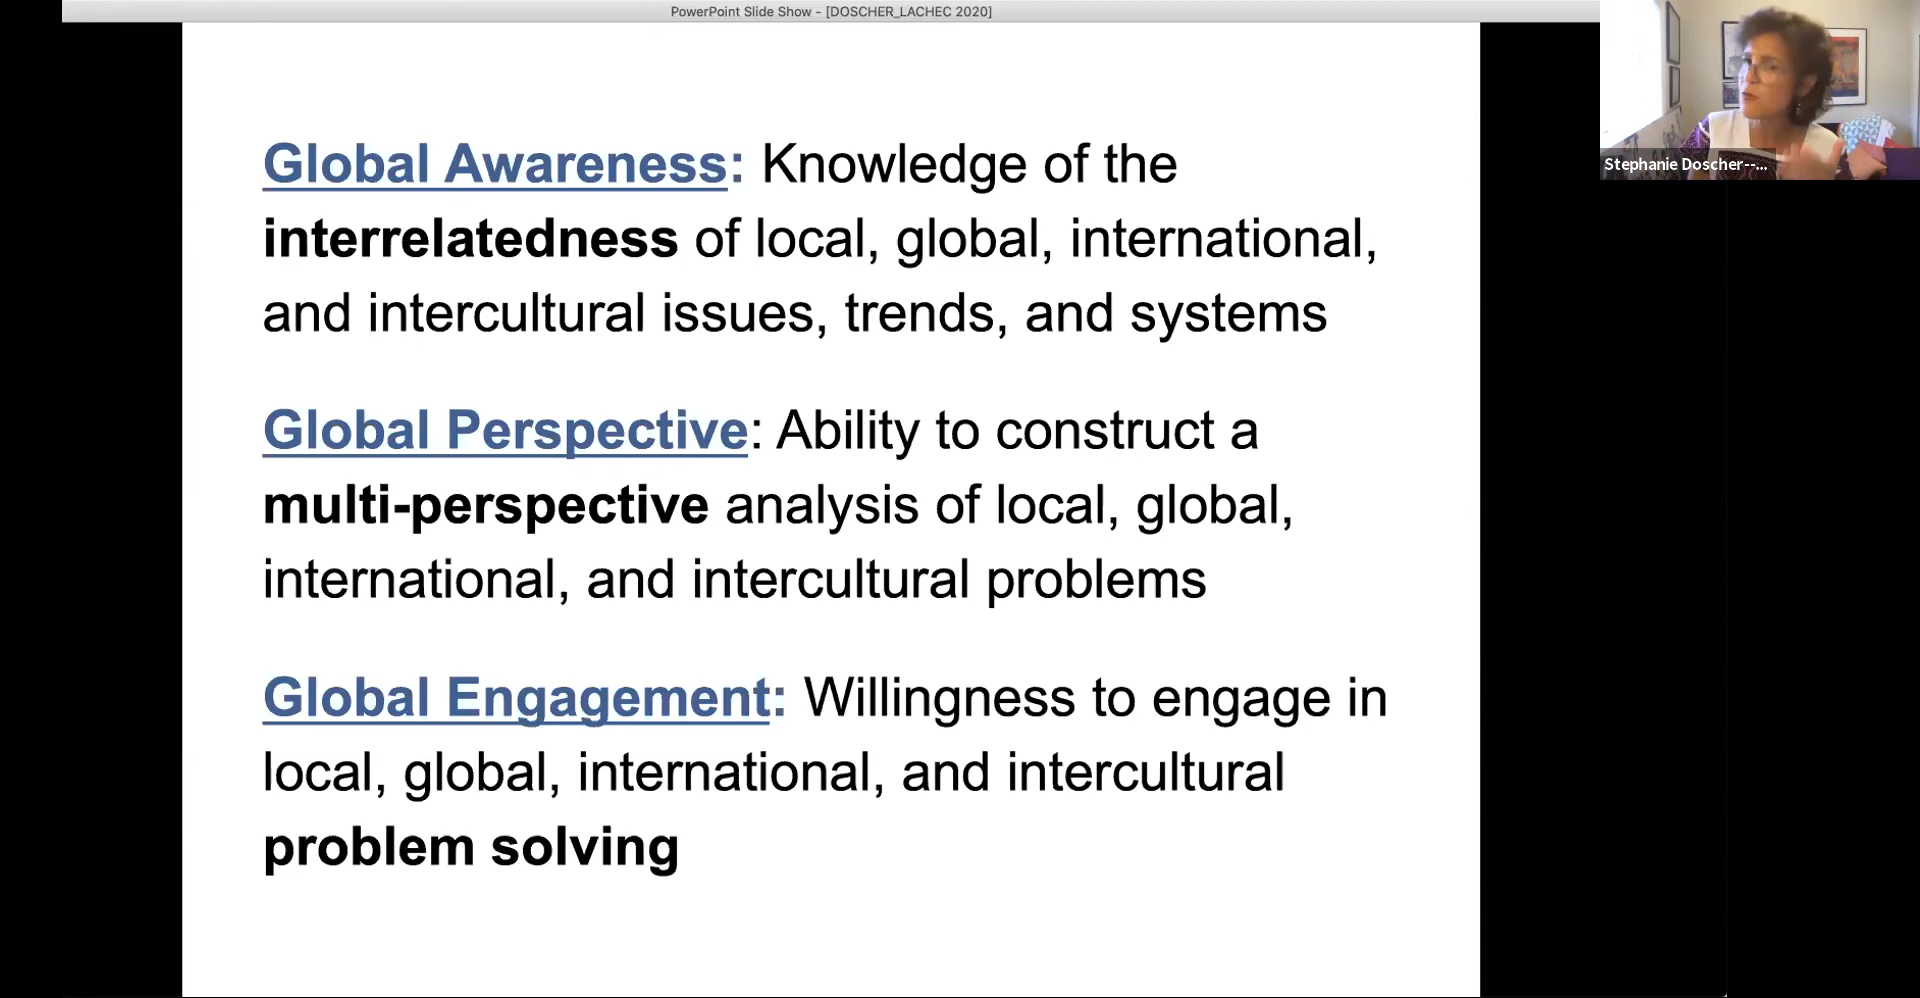 PowerPoint Slide Show - [DOSCHER_LACHEC 2020]
Stephanie Doscher--...
Global Awareness: Knowledge of the
interrelatedness of local, global, international,
and intercultural issues, trends, and systems
Global Perspective: Ability to construct a
multi-perspective analysis of local, global,
international, and intercultural problems
Global Engagement: Willingness to engage in
local, global, international, and intercultural
problem solving